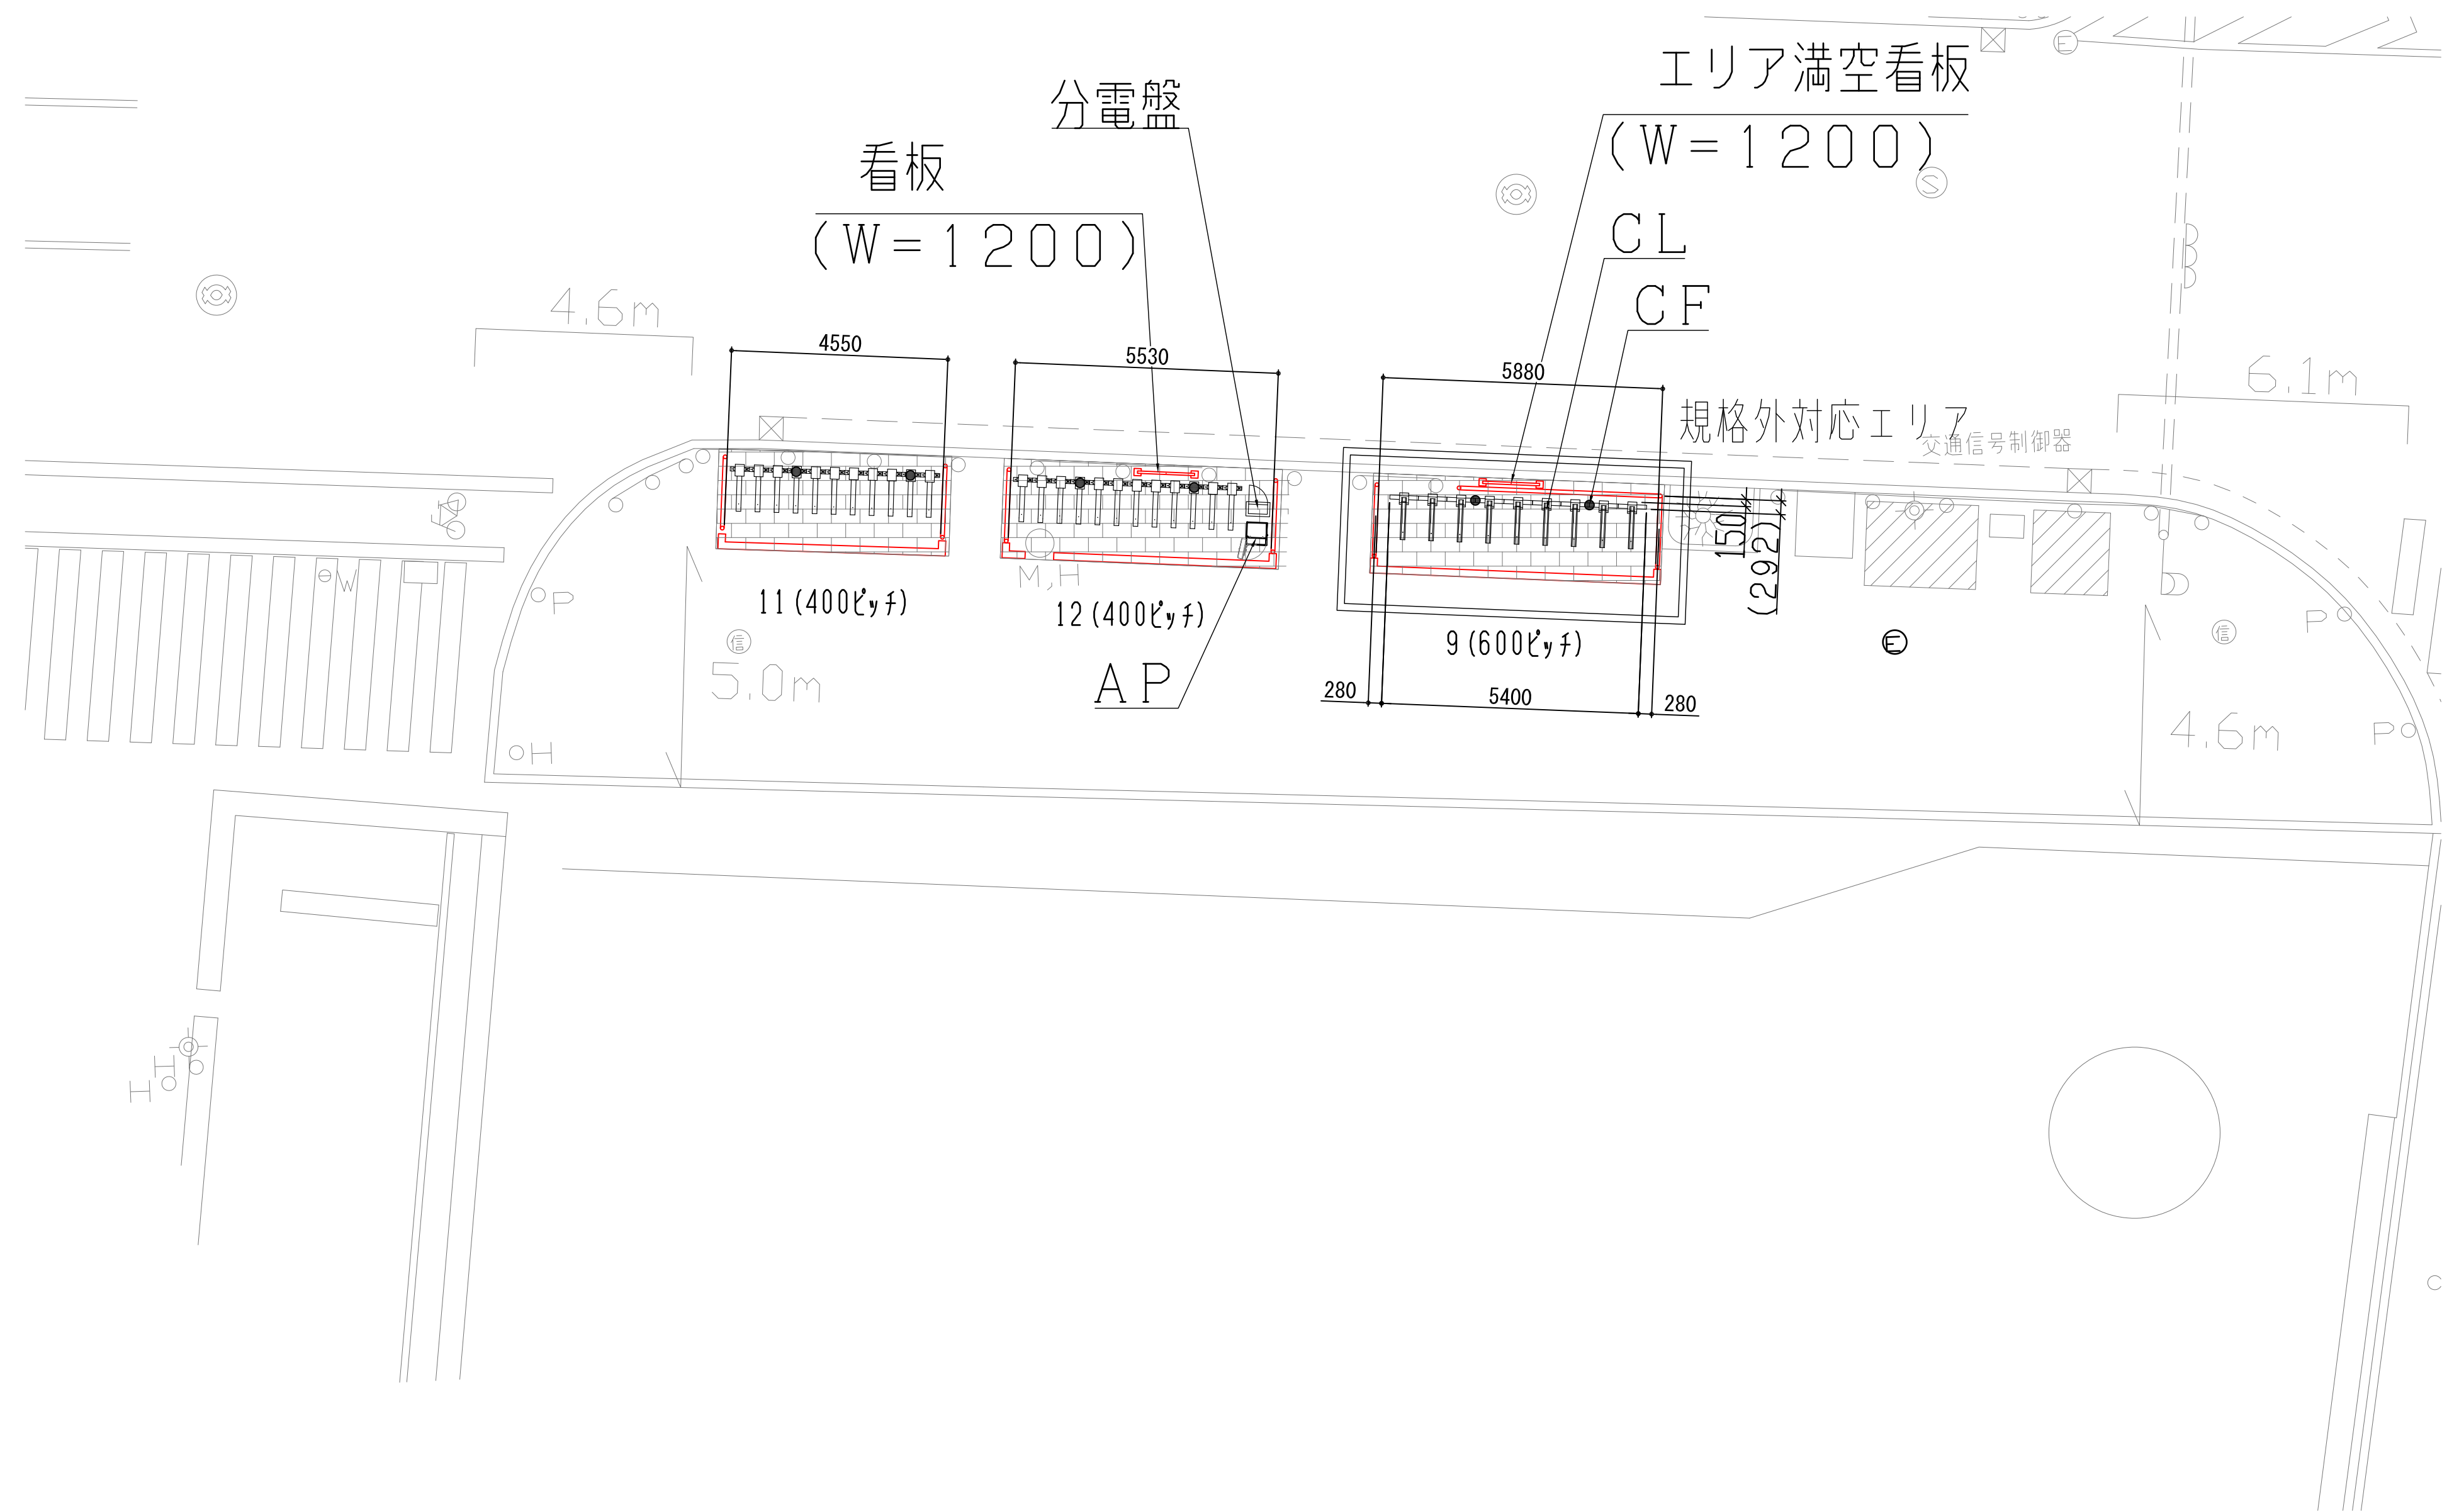 エリア満空看板
(W=1200)
分電盤
看板
(W=1200)
S
E
CL
CF
4.6m
4550
5530
5880
6.1m
規格外対応エリア
交通信号制御器
150
(292)
W
P
M,H
11(400ピッチ)
12(400ピッチ)
9(600ピッチ)
信
5.0m
AP
280
5400
280
E
信
P
4.6m
P
H
H
H